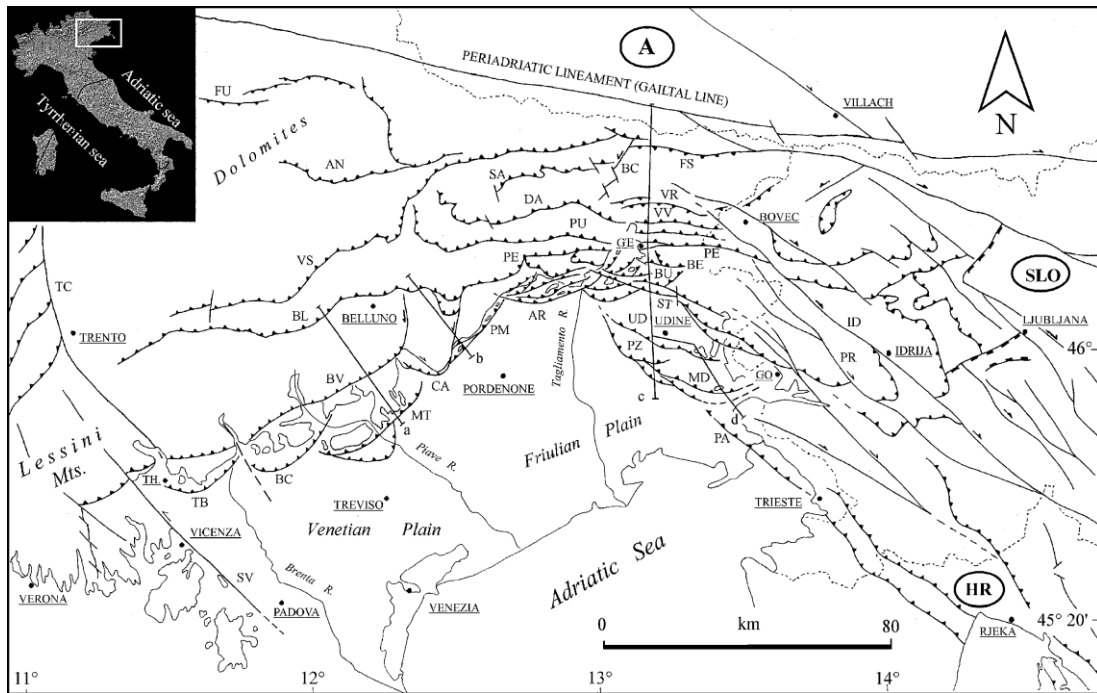 Adriatic sea
Tyrrhenian sea
A
PERIADRIATIC LINEAMENT (GAILTAL LINE)
VILLACH
N
FU
Dolomites
AN
SA
BC
FS
DA
VR
VV
BOVEC
PU
GE
PE
VS
PE
BE
BU
SLO
TC
BL
BELLUNO
AR
ST
LJUBLJANA
TRENTO
PM
Tagliamento R.
UD
UDINE
ID
IDRIJA
46°
b
PZ
PR
BV
CA
PORDENONE
MD
GO
MT
c
a
d
Lessini
Mts.
Piave R.
Friulian Plain
PA
TH.
BC
TB
TREVISO
TRIESTE
VICENZA
Venetian Plain
Adriatic Sea
SV
Brenta R.
VERONA
PADOVA
VENEZIA
HR
km
0
80
45° 20'
RJEKA
11°
12°
13°
14°